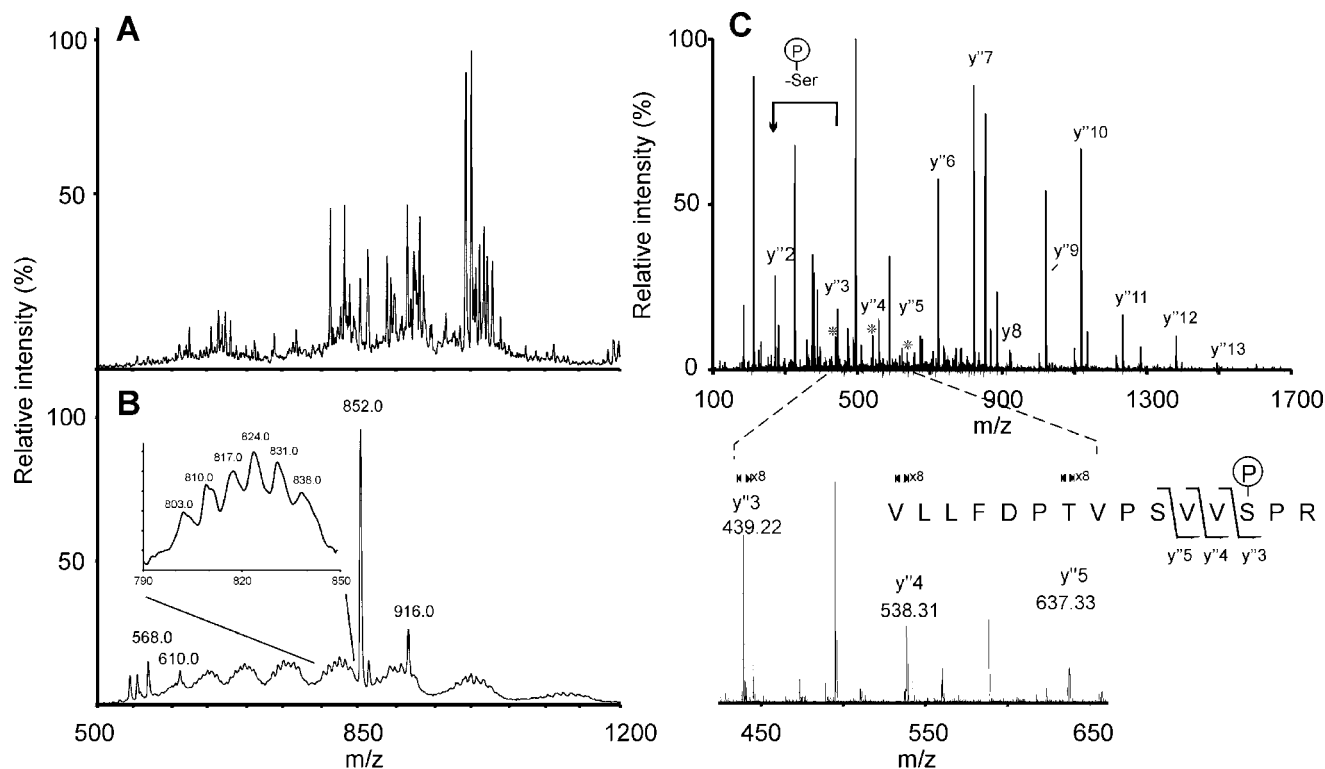 A
100
50
Relative intensity (%)
B
100
50
852.0
916.0
568.0
610.0
803.0
810.0
817.0
824.0
831.0
838.0
790
820
850
500
850
1200
m/z
C
Relative intensity (%)
100
50
0
P
-Ser
y"2
y"3
y"4
y"5
y"6
y"7
y8
y"9
y"10
y"11
y"12
y"13
※
※
※
100
500
900
1300
1700
m/z
x8
x8
x8
y"3
439.22
y"4
538.31
y"5
637.33
P
V L L F D P T V P S V V S P R
y"5 y"4 y"3
450
550
650
m/z